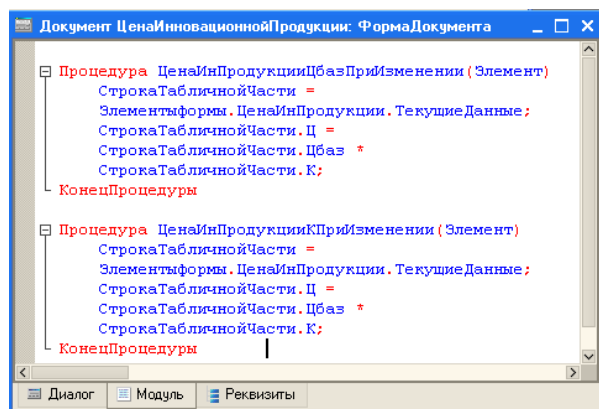 Документ ЦенаИнновационнойПродукции: ФормаДокумента
Процедура ЦенаИнПродукцииЦбазПриИзменении(Элемент)
СтрокаТабличнойЧасти =
Элементыформы.ЦенаИнПродукции.ТекущиеДанные;
СтрокаТабличнойЧасти.Ц =
СтрокаТабличнойЧасти.Цбаз *
СтрокаТабличнойЧасти.К;
КонецПроцедуры
Процедура ЦенаИнПродукцииКПриИзменении(Элемент)
СтрокаТабличнойЧасти =
Элементыформы.ЦенаИнПродукции.ТекущиеДанные;
СтрокаТабличнойЧасти.Ц =
СтрокаТабличнойЧасти.Цбаз *
СтрокаТабличнойЧасти.К;
КонецПроцедуры
Диалог Модуль Реквизиты